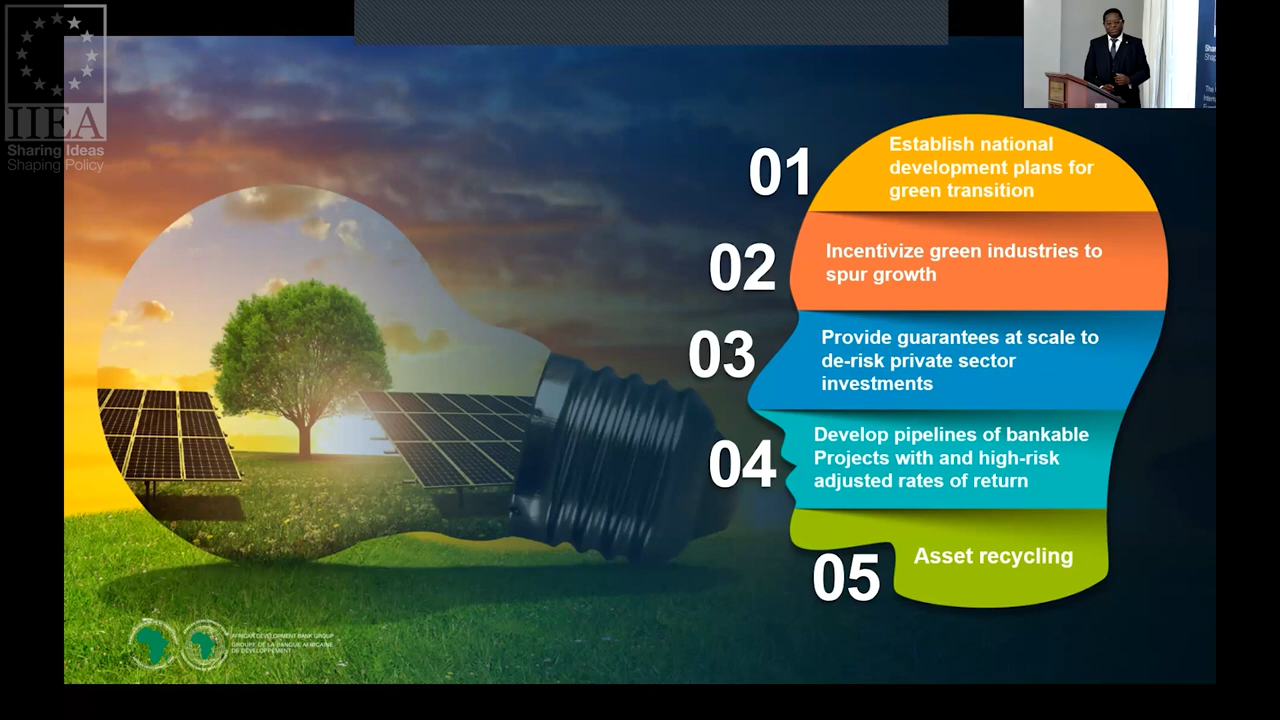 IIEA
Sharing Ideas
Shaping Policy
01
Establish national
development plans for
green transition
02
Incentivize green industries to
spur growth
03
Provide guarantees at scale to
de-risk private sector
investments
04
Develop pipelines of bankable
Projects with and high-risk
adjusted rates of return
05
Asset recycling
AFRICAN DEVELOPMENT BANK GROUP
GROUPE DE LA BANQUE AFRICAINE
DE DÉVELOPPEMENT